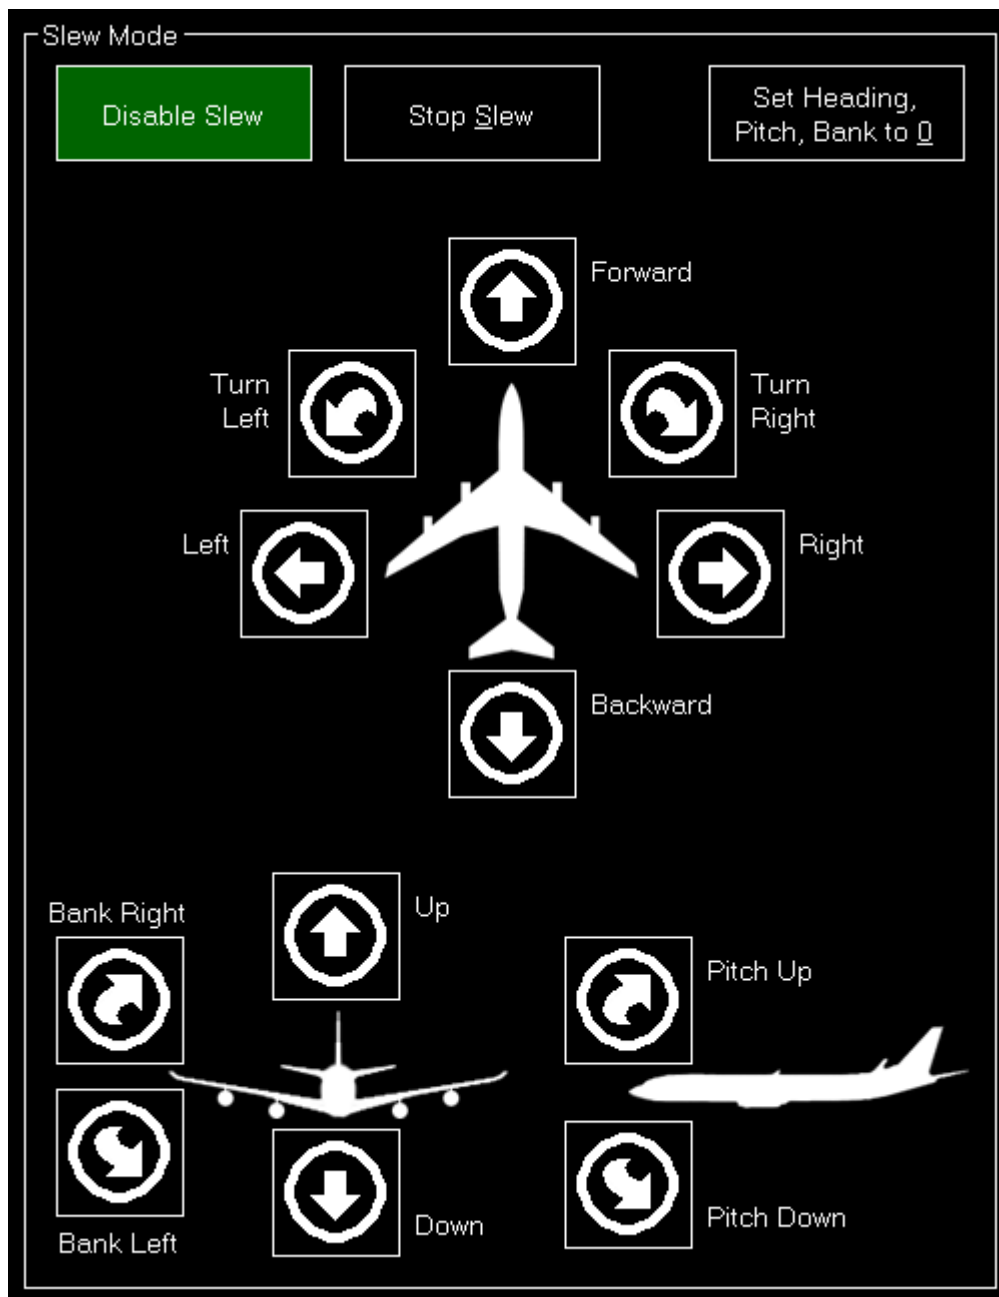 Slew Mode
Disable Slew
Stop Slew
Set Heading,
Pitch, Bank to 0
Forward
Turn
Left
Turn
Right
Left
Right
Backward
Bank Right
Up
Pitch Up
Bank Left
Down
Pitch Down